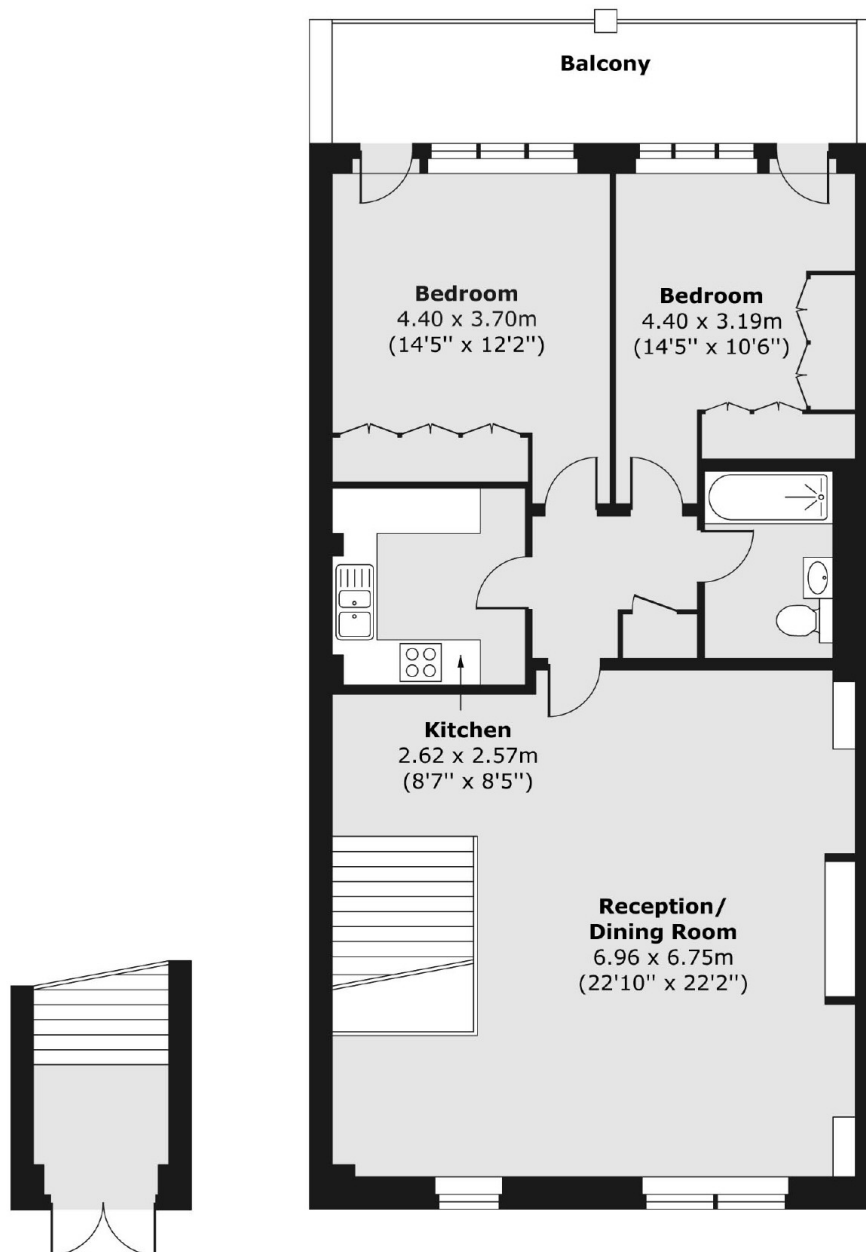 Balcony
Bedroom
4.40 x 3.70m
(14'5" x 12'2")
Bedroom
4.40 x 3.19m
(14'5" x 10'6")
Kitchen
2.62 x 2.57m
(8'7" x 8'5")
Reception/
Dining Room
6.96 x 6.75m
(22'10" x 22'2")